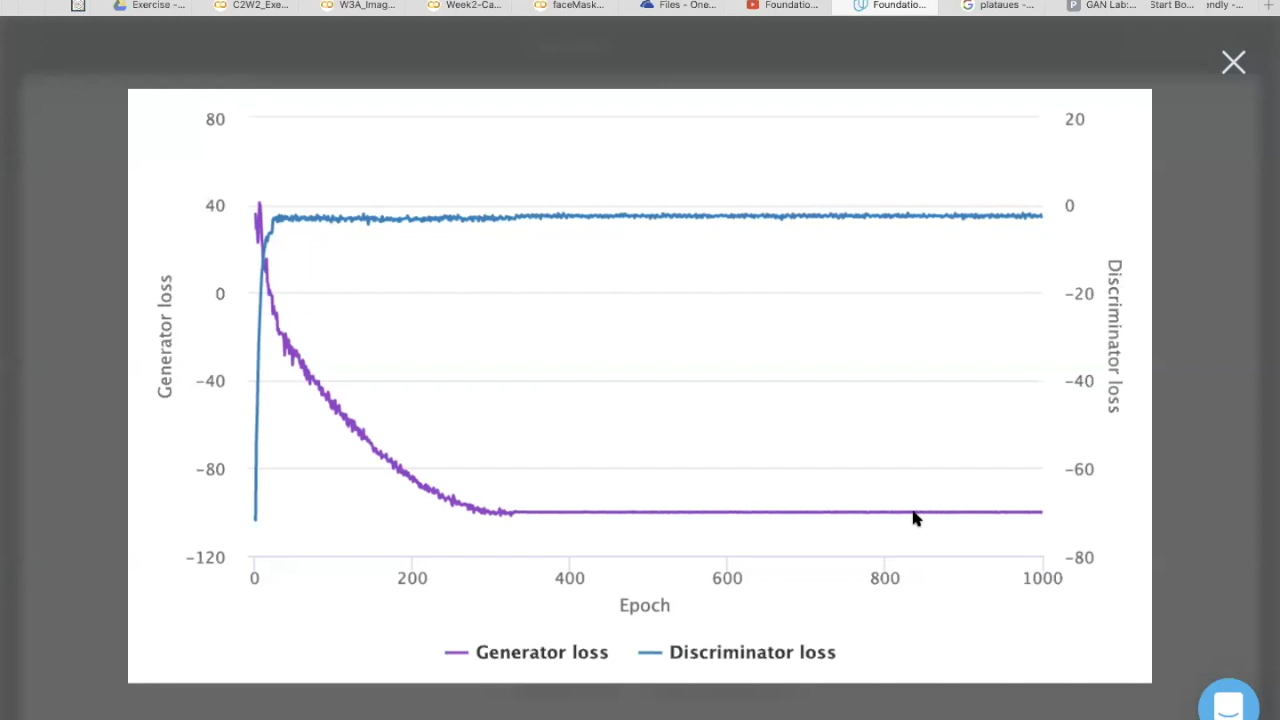 Exercise -... C2W2_Exe... W3A_Imag... Week2-Ca... faceMask... Files - One... Foundatio... Foundatio... plataues -... GAN Lab:... Start Bo... ındly -...
80 20
40 0
0 -20
-40 -40
-80 -60
-120 -80
Generator loss
Discriminator loss
0 200 400 600 800 1000
Epoch
Generator loss Discriminator loss